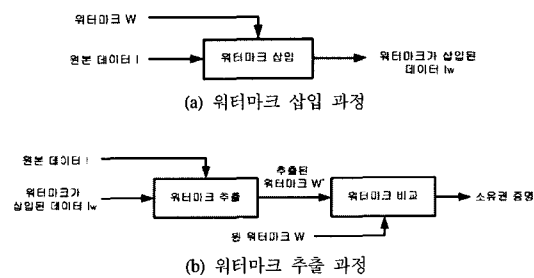 워터마크 W
원본 데이터 I
워터마크 삽입
워터마크가 삽입된
데이터 Iw
(a) 워터마크 삽입 과정
원본 데이터 I
워터마크가
삽입된 데이터 Iw
워터마크 추출
추출된
워터마크 W*
워터마크 비교
소유권 증명
원 워터마크 W
(b) 워터마크 추출 과정